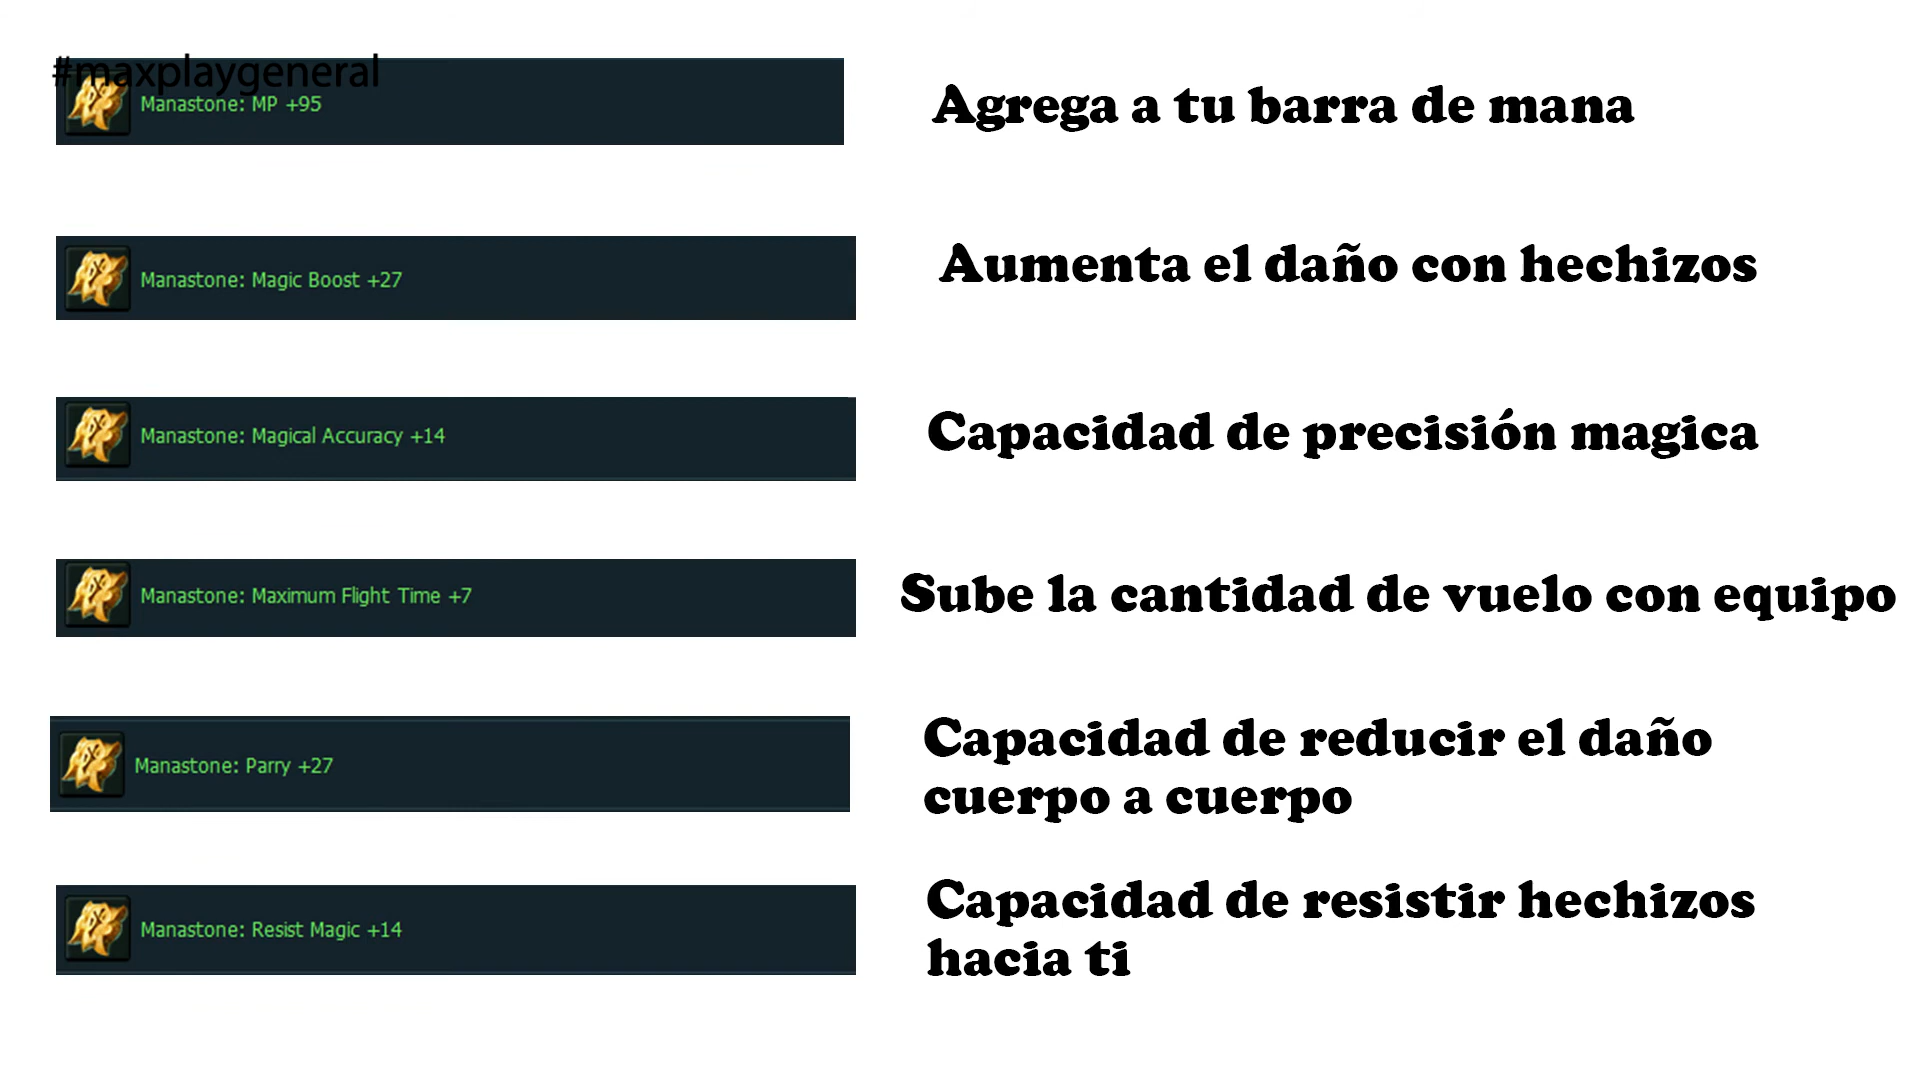 #maxplaygeneral
Manastone: MP +95
Agrega a tu barra de mana
Manastone: Magic Boost +27
Aumenta el daño con hechizos
Manastone: Magical Accuracy +14
Capacidad de precisión magica
Manastone: Maximum Flight Time +7
Sube la cantidad de vuelo con equipo
Manastone: Parry +27
Capacidad de reducir el daño
cuerpo a cuerpo
Manastone: Resist Magic +14
Capacidad de resistir hechizos
hacia ti